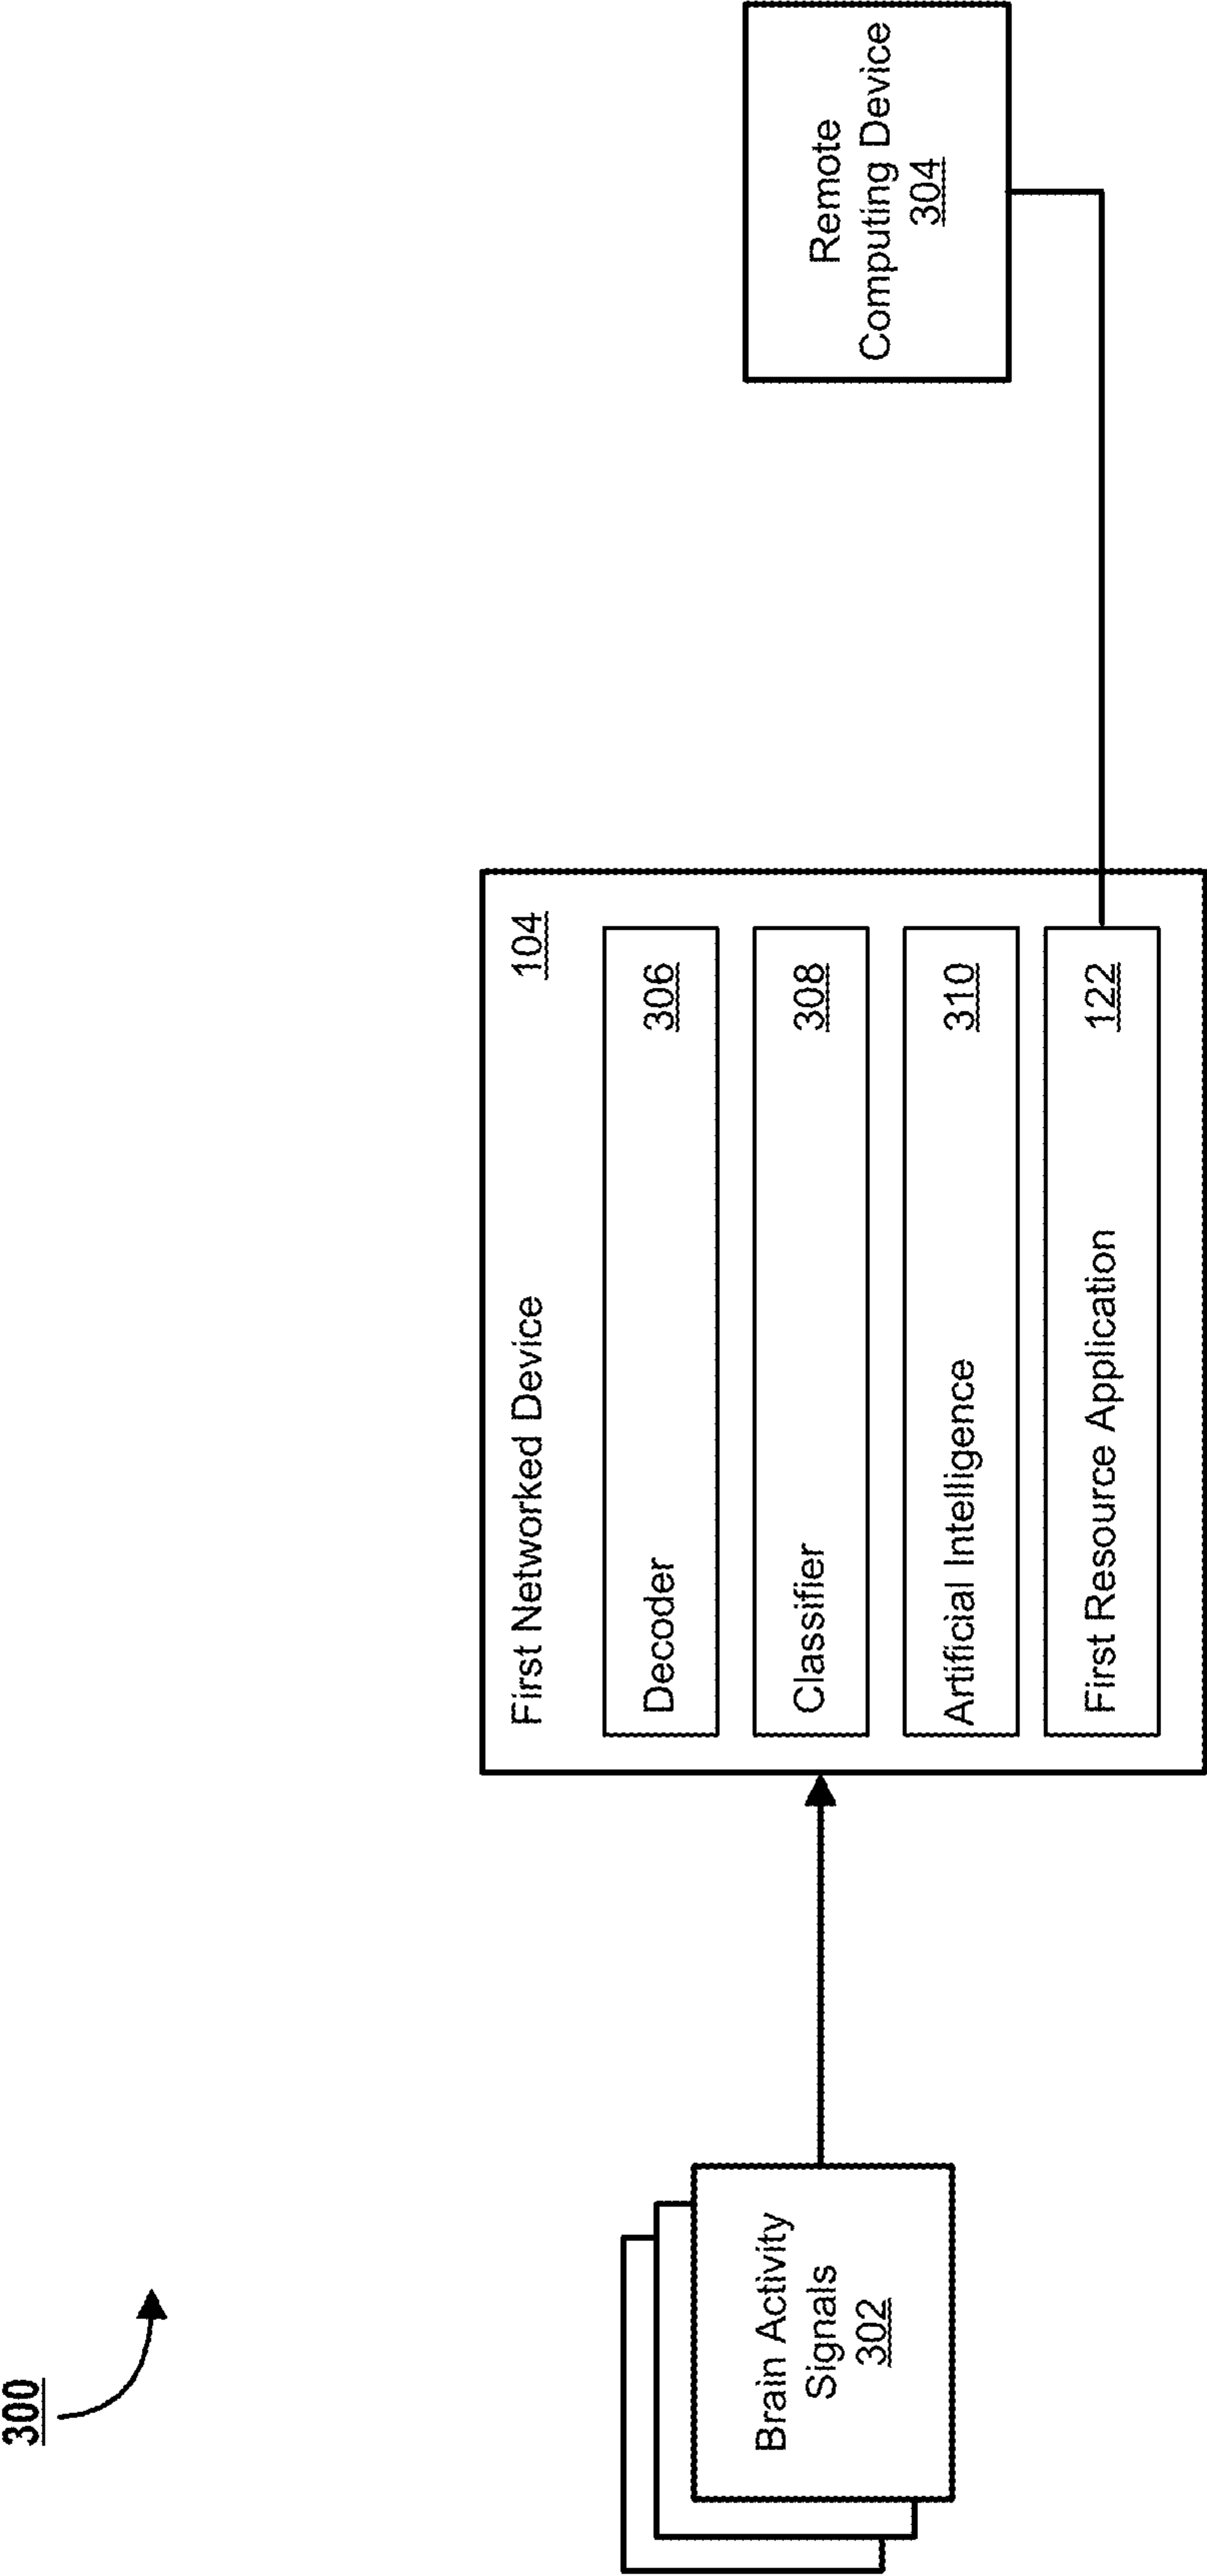 300
Brain Activity
Signals
302
First Networked Device 104
Decoder 306
Classifier 308
Artificial Intelligence 310
First Resource Application 122
Remote
Computing Device
304